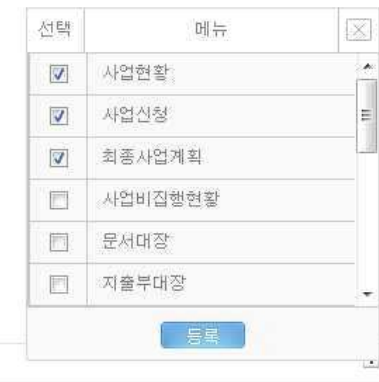 선택 메뉴
사업현황
사업신청
최종사업계획
사업비집행현황
문서대장
지출부대장
등록